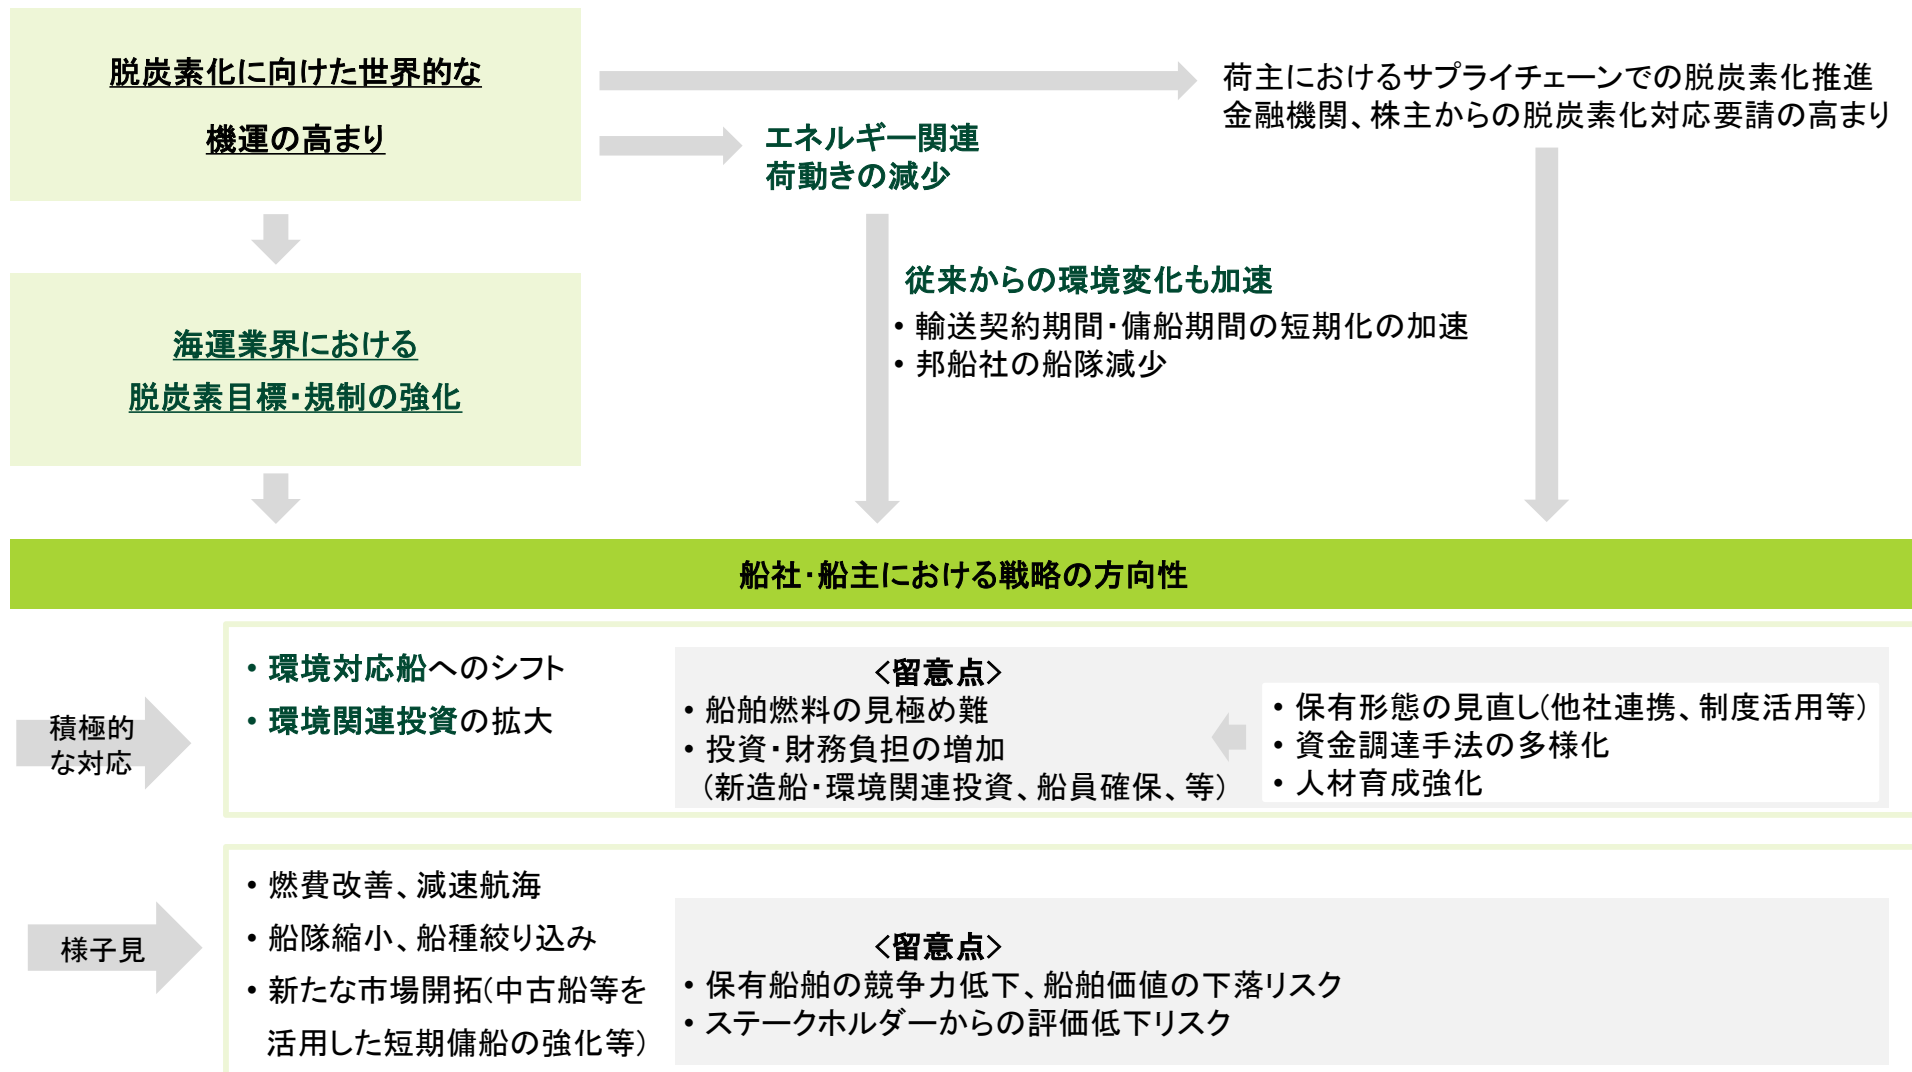 脱炭素化に向けた世界的な
機運の高まり
荷主におけるサプライチェーンでの脱炭素化推進
金融機関、株主からの脱炭素化対応要請の高まり
エネルギー関連
荷動きの減少
従来からの環境変化も加速
・輸送契約期間・傭船期間の短期化の加速
・邦船社の船隊減少
海運業界における
脱炭素目標・規制の強化
船社・船主における戦略の方向性
積極的
な対応
・環境対応船へのシフト
・環境関連投資の拡大
<留意点>
・船舶燃料の見極め難
・投資・財務負担の増加
(新造船・環境関連投資、船員確保、等)
・保有形態の見直し(他社連携、制度活用等)
・資金調達手法の多様化
・人材育成強化
様子見
・燃費改善、減速航海
・船隊縮小、船種絞り込み
・新たな市場開拓(中古船等を
活用した短期傭船の強化等)
<留意点>
・保有船舶の競争力低下、船舶価値の下落リスク
・ステークホルダーからの評価低下リスク